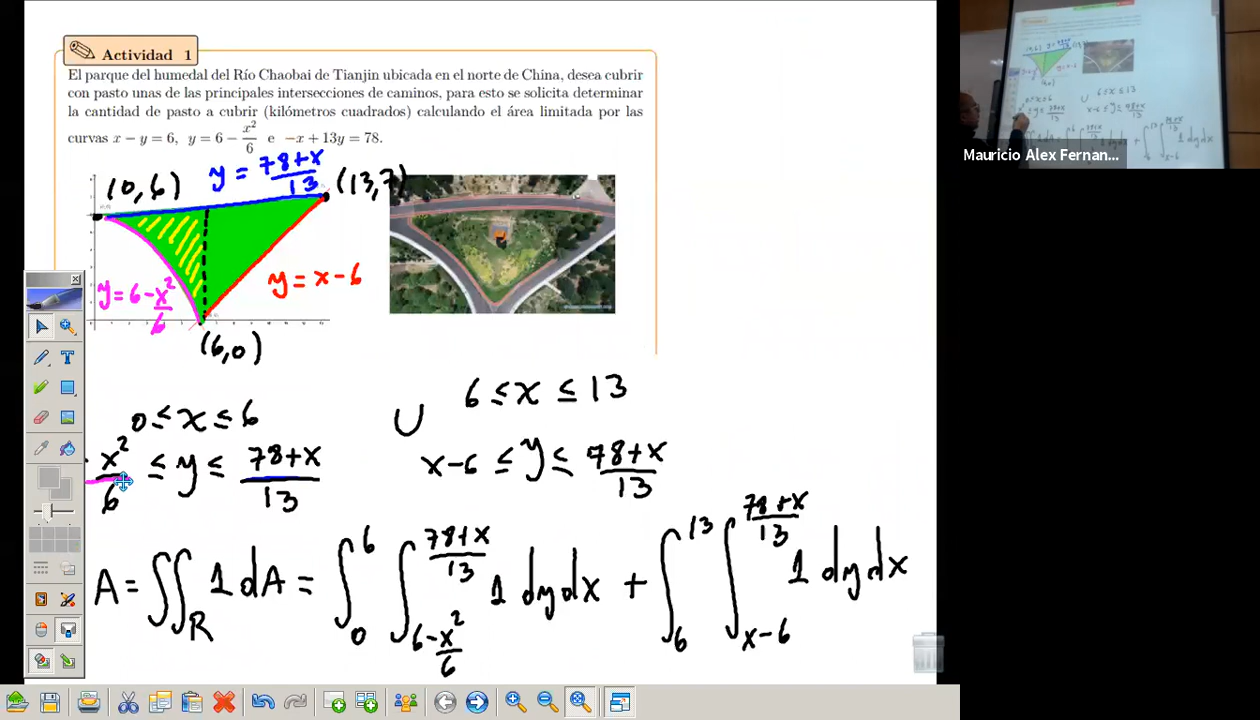 Actividad 1
El parque del humedal del Río Chaobai de Tianjin ubicada en el norte de China, desea cubrir
con pasto unas de las principales intersecciones de caminos, para esto se solicita determinar
la cantidad de pasto a cubrir (kilómetros cuadrados) calculando el área limitada por las
curvas x − y = 6, y = 6 − x²/6 e −x + 13y = 78.
(0,6) y = (78+x)/13 (13,7)
y = 6 − x²/6 y = x − 6
(6,0)
0 ≤ x ≤ 6 ∪ 6 ≤ x ≤ 13
x²/6 ≤ y ≤ (78+x)/13 x−6 ≤ y ≤ (78+x)/13
A = ∬_R 1 dA = ∫_0^6 ∫_{6−x²/6}^{(78+x)/13} 1 dy dx + ∫_6^13 ∫_{x−6}^{(78+x)/13} 1 dy dx
Mauricio Alex Fernan...